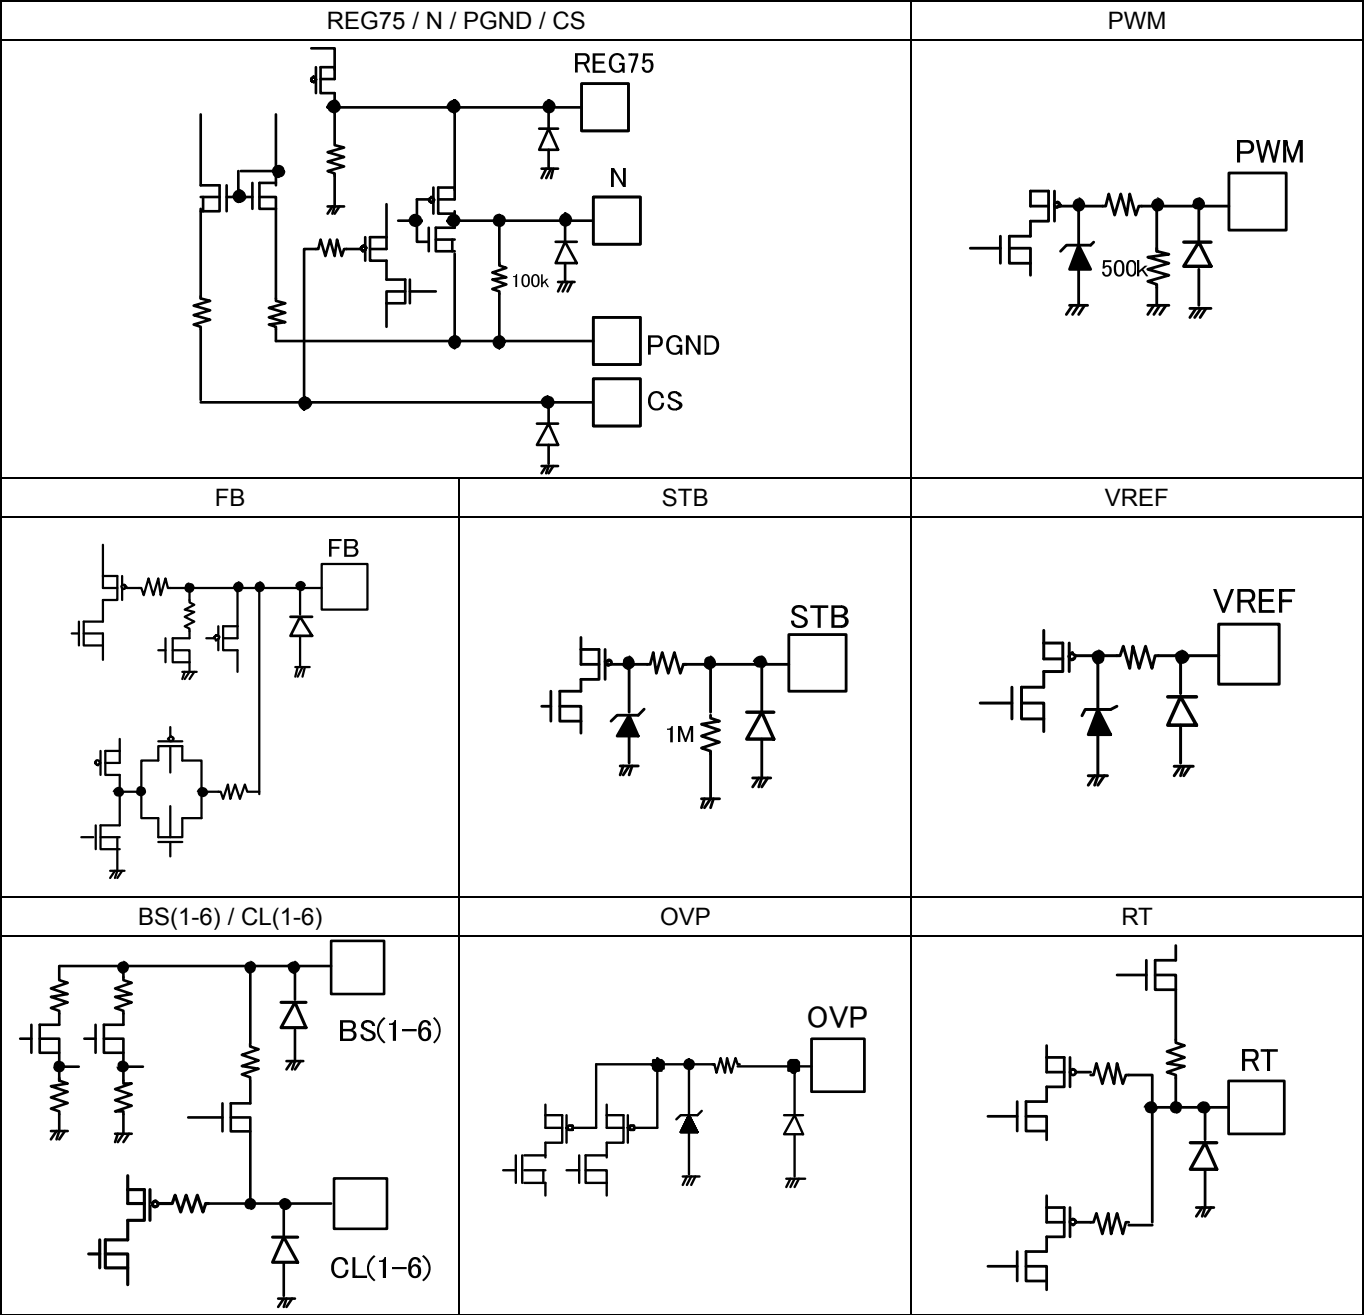 REG75 / N / PGND / CS
PWM
REG75
N
100k
PGND
CS
PWM
500k
FB
STB
VREF
FB
STB
1M
VREF
BS(1-6) / CL(1-6)
OVP
RT
BS(1-6)
CL(1-6)
OVP
RT